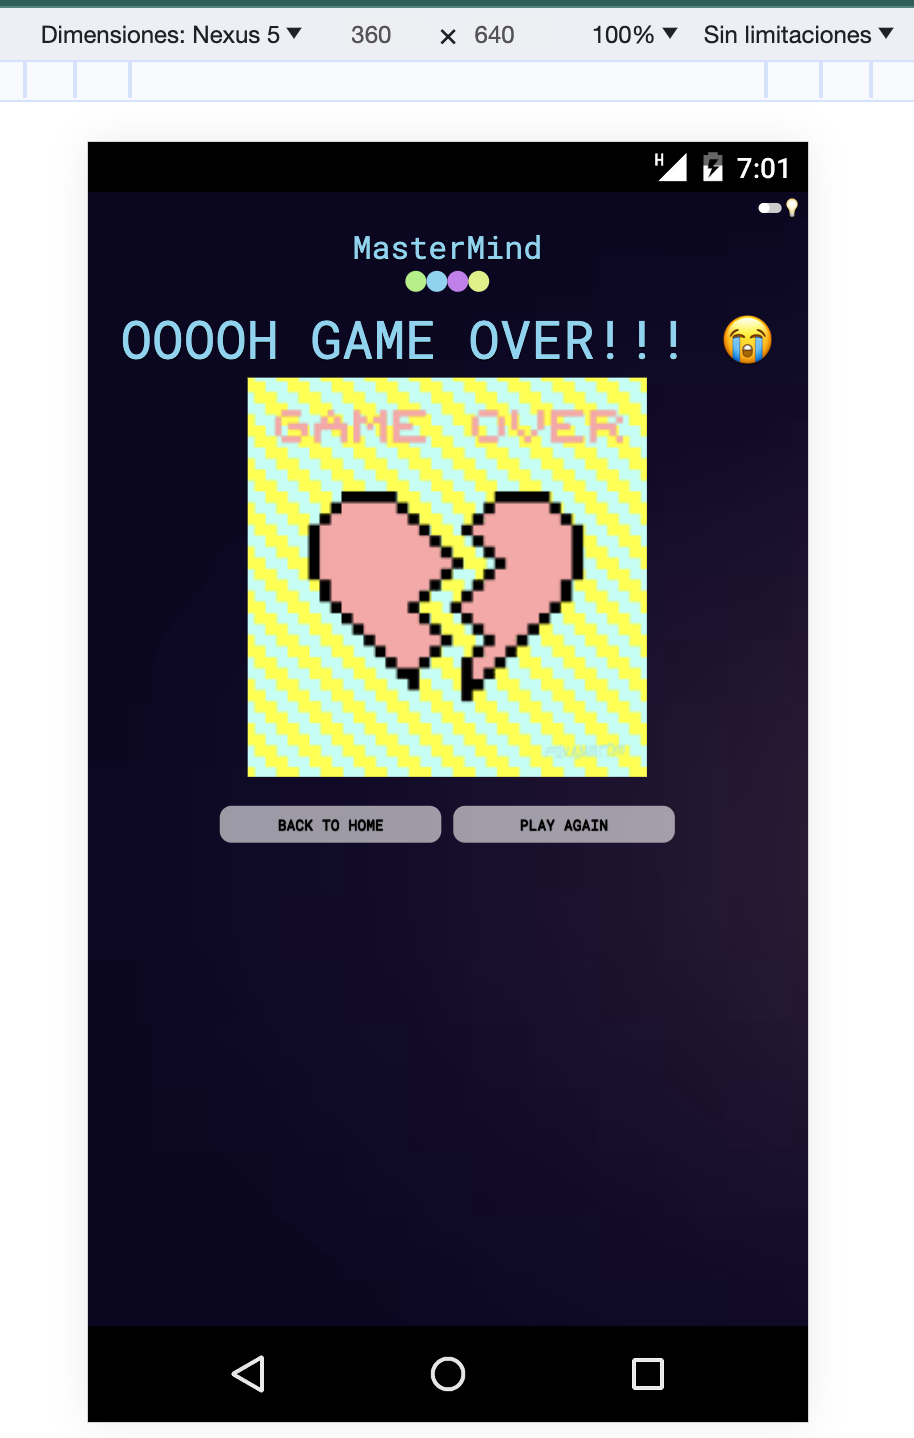 Dimensiones: Nexus 5 ▼ 360 × 640 100% ▼ Sin limitaciones ▼
H 7:01
MasterMind
OOOOH GAME OVER!!! 😭
GAME OVER
BACK TO HOME PLAY AGAIN